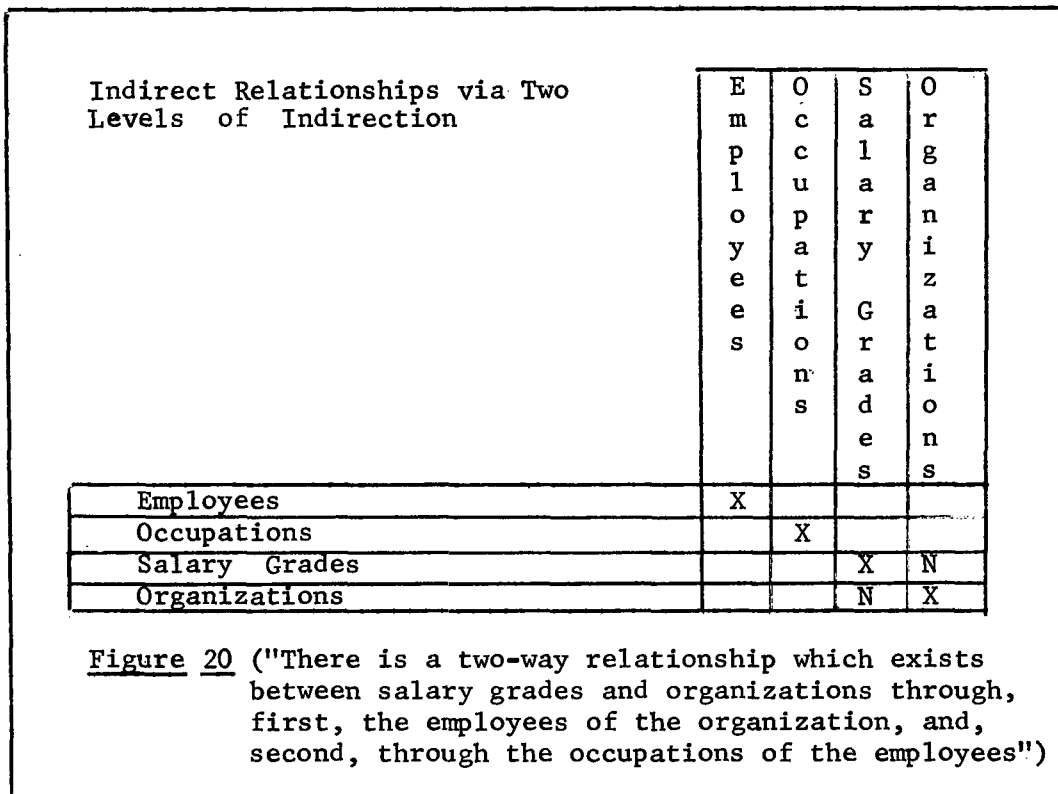 Indirect Relationships via Two
Levels of Indirection
Employees
Occupations
Salary Grades
Organizations
Employees X
Occupations X
Salary Grades X N
Organizations N X
Figure 20 ("There is a two-way relationship which exists
between salary grades and organizations through,
first, the employees of the organization, and,
second, through the occupations of the employees")